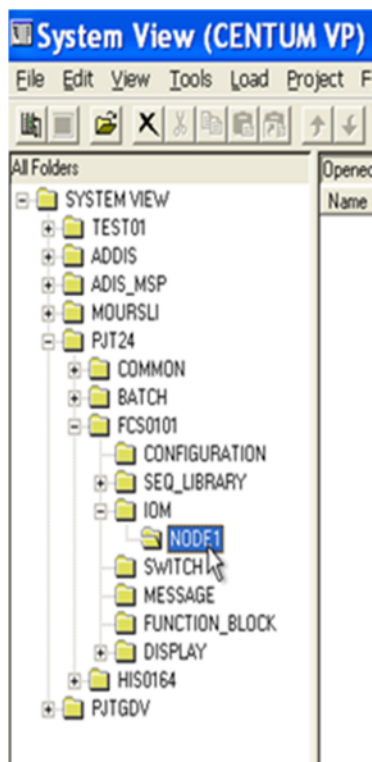 System View (CENTUM VP)
File Edit View Tools Load Project F
All Folders
Opened
Name
SYSTEM VIEW
TEST01
ADDIS
ADIS_MSP
MOURSLI
PJT24
COMMON
BATCH
FCS0101
CONFIGURATION
SEQ_LIBRARY
IOM
NODE1
SWITCH
MESSAGE
FUNCTION_BLOCK
DISPLAY
HIS0164
PJTGDV